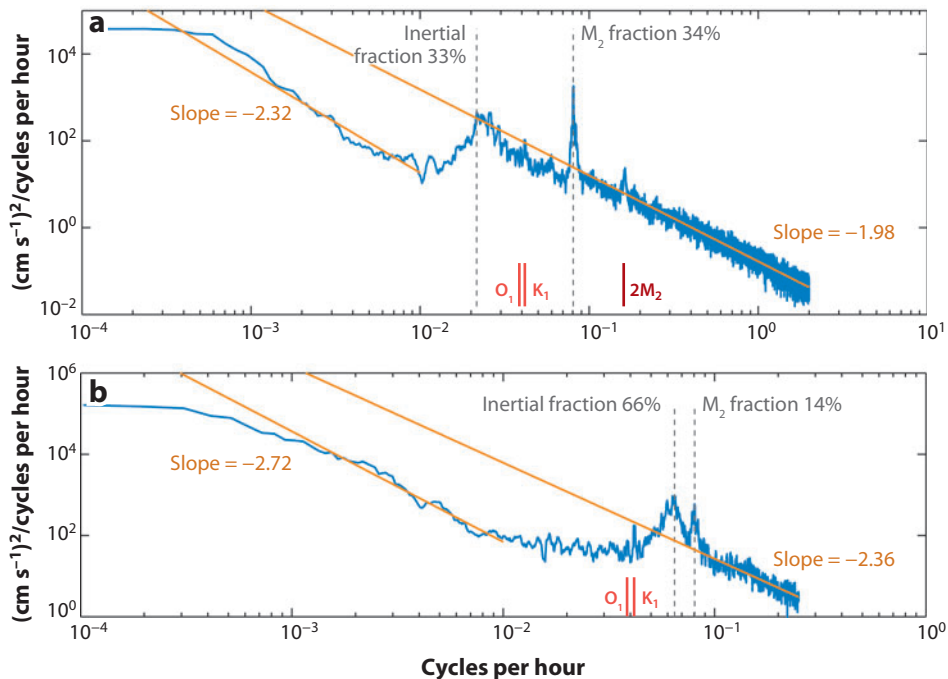 a
(cm s⁻¹)²/cycles per hour
10⁴
10²
10⁰
10⁻²
Inertial
fraction 33%
M₂ fraction 34%
Slope = −2.32
Slope = −1.98
O₁ K₁
2M₂
10⁻⁴ 10⁻³ 10⁻² 10⁻¹ 10⁰ 10¹
b
(cm s⁻¹)²/cycles per hour
10⁶
10⁴
10²
10⁰
Inertial fraction 66%
M₂ fraction 14%
Slope = −2.72
Slope = −2.36
O₁ K₁
10⁻⁴ 10⁻³ 10⁻² 10⁻¹ 10⁰
Cycles per hour